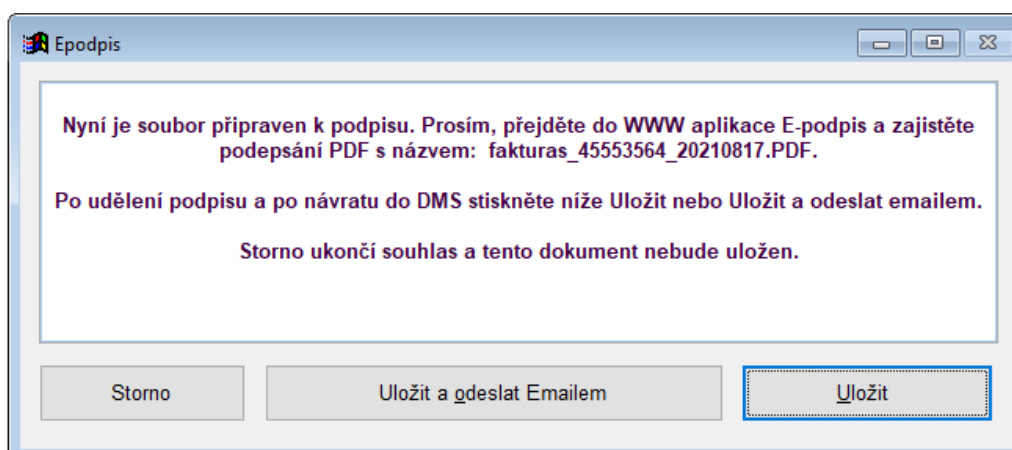 Epodpis
Nyní je soubor připraven k podpisu. Prosím, přejděte do WWW aplikace E-podpis a zajistěte
podepsání PDF s názvem:  fakturas_45553564_20210817.PDF.
Po udělení podpisu a po návratu do DMS stiskněte níže Uložit nebo Uložit a odeslat emailem.
Storno ukončí souhlas a tento dokument nebude uložen.
Storno
Uložit a odeslat Emailem
Uložit